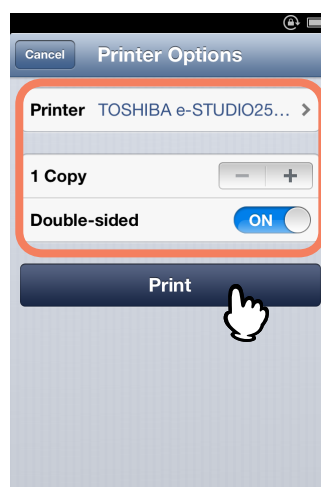 Cancel Printer Options
Printer TOSHIBA e-STUDIO25...
1 Copy
Double-sided ON
Print